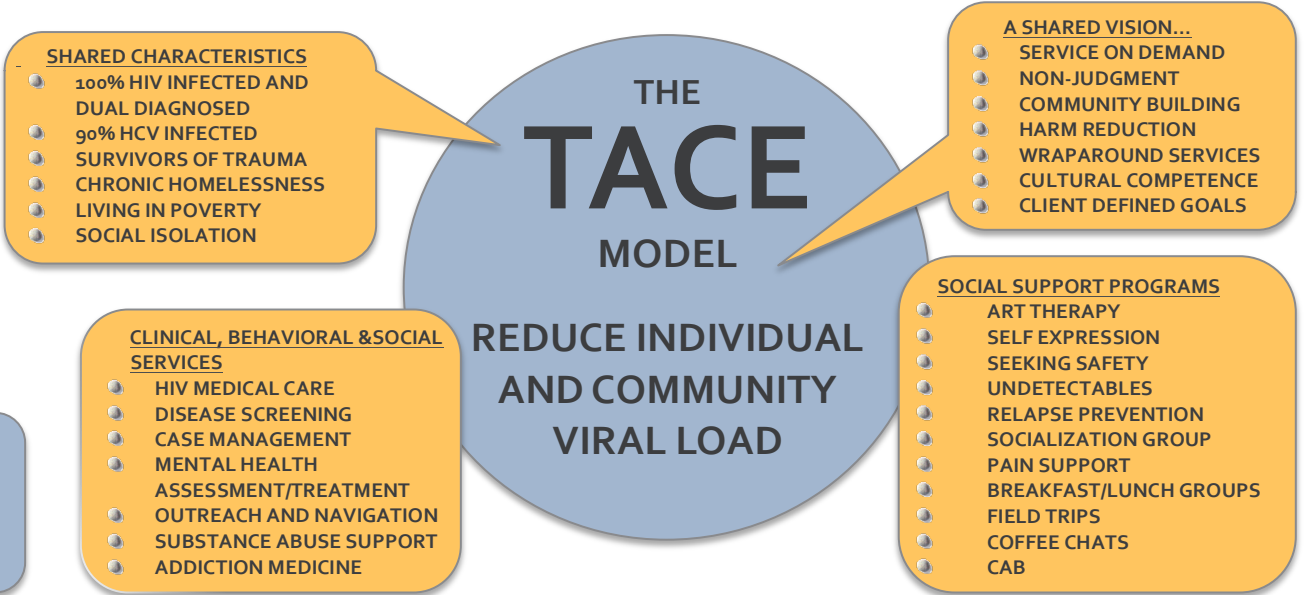 SHARED CHARACTERISTICS
100% HIV INFECTED AND
DUAL DIAGNOSED
90% HCV INFECTED
SURVIVORS OF TRAUMA
CHRONIC HOMELESSNESS
LIVING IN POVERTY
SOCIAL ISOLATION
THE
TACE
MODEL
REDUCE INDIVIDUAL
AND COMMUNITY
VIRAL LOAD
A SHARED VISION...
SERVICE ON DEMAND
NON-JUDGMENT
COMMUNITY BUILDING
HARM REDUCTION
WRAPAROUND SERVICES
CULTURAL COMPETENCE
CLIENT DEFINED GOALS
CLINICAL, BEHAVIORAL &SOCIAL
SERVICES
HIV MEDICAL CARE
DISEASE SCREENING
CASE MANAGEMENT
MENTAL HEALTH
ASSESSMENT/TREATMENT
OUTREACH AND NAVIGATION
SUBSTANCE ABUSE SUPPORT
ADDICTION MEDICINE
SOCIAL SUPPORT PROGRAMS
ART THERAPY
SELF EXPRESSION
SEEKING SAFETY
UNDETECTABLES
RELAPSE PREVENTION
SOCIALIZATION GROUP
PAIN SUPPORT
BREAKFAST/LUNCH GROUPS
FIELD TRIPS
COFFEE CHATS
CAB